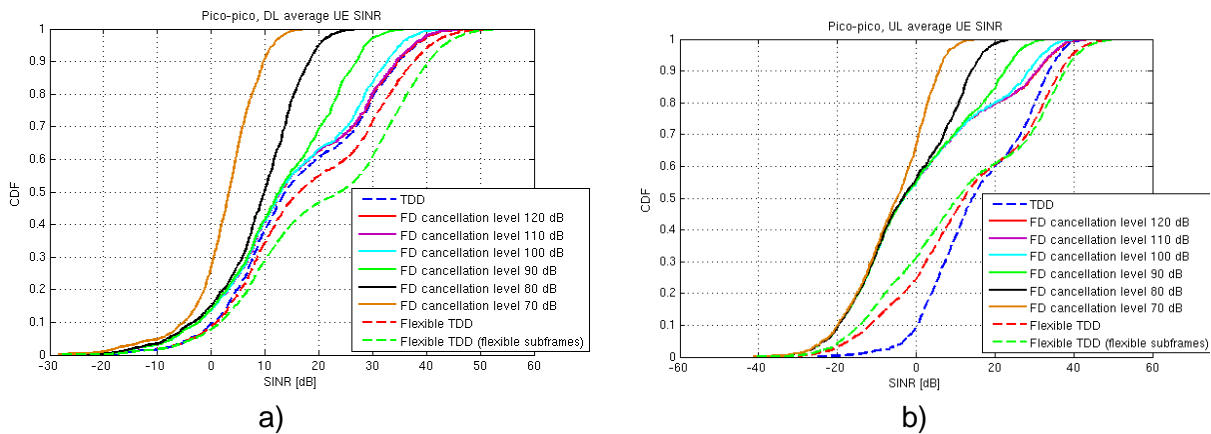 Pico-pico, DL average UE SINR
CDF
1
0.9
0.8
0.7
0.6
0.5
0.4
0.3
0.2
0.1
0
-30 -20 -10 0 10 20 30 40 50 60
SINR [dB]
TDD
FD cancellation level 120 dB
FD cancellation level 110 dB
FD cancellation level 100 dB
FD cancellation level 90 dB
FD cancellation level 80 dB
FD cancellation level 70 dB
Flexible TDD
Flexible TDD (flexible subframes)
a)
Pico-pico, UL average UE SINR
CDF
1
0.9
0.8
0.7
0.6
0.5
0.4
0.3
0.2
0.1
0
-60 -40 -20 0 20 40 60
SINR [dB]
TDD
FD cancellation level 120 dB
FD cancellation level 110 dB
FD cancellation level 100 dB
FD cancellation level 90 dB
FD cancellation level 80 dB
FD cancellation level 70 dB
Flexible TDD
Flexible TDD (flexible subframes)
b)